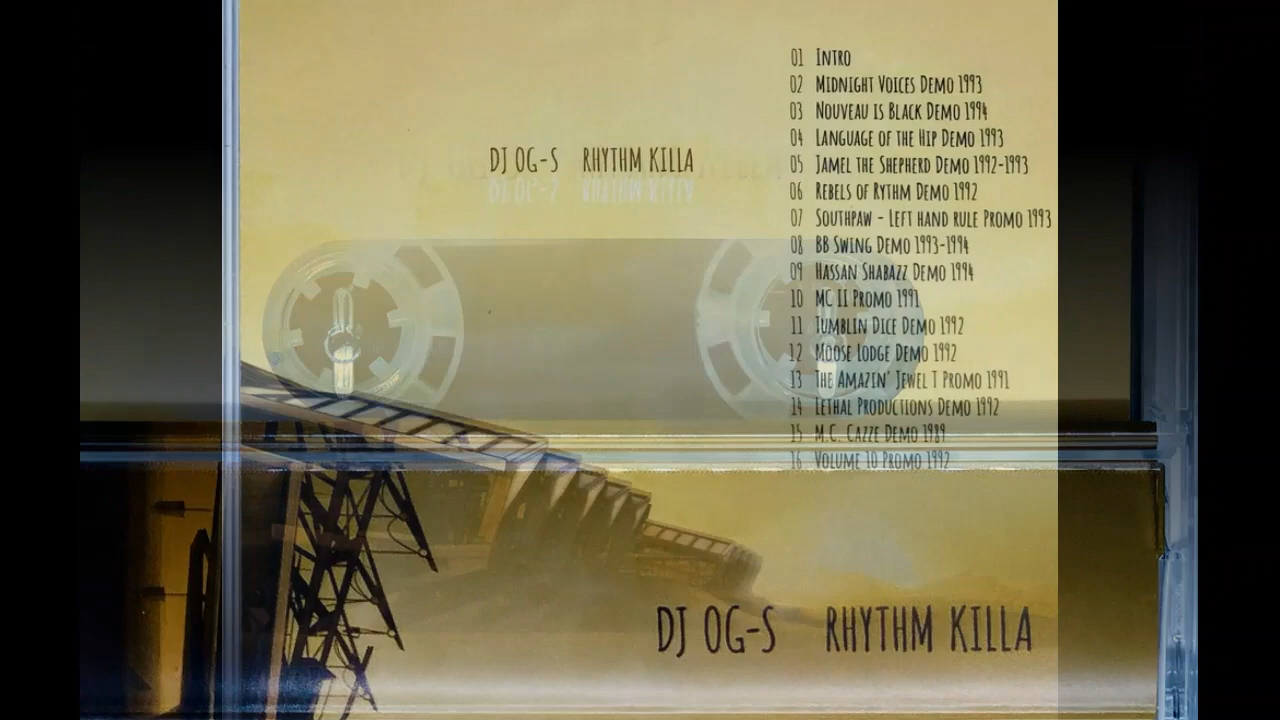 01 Intro
02 Midnight Voices Demo 1993
03 Nouveau is Black Demo 1994
04 Language of the Hip Demo 1993
05 Jamel the Shepherd Demo 1992-1993
06 Rebels of Rythm Demo 1992
07 Southpaw - Left hand rule Promo 1993
08 BB Swing Demo 1993-1994
09 Hassan Shabazz Demo 1994
10 MC II Promo 1991
11 Tumblin Dice Demo 1992
12 Moose Lodge Demo 1992
13 The Amazin' Jewel T Promo 1991
14 Lethal Productions Demo 1992
15 M.C. Cazze Demo 1989
16 Volume 10 Promo 1992
DJ OG-S RHYTHM KILLA
DJ OG-S RHYTHM KILLA